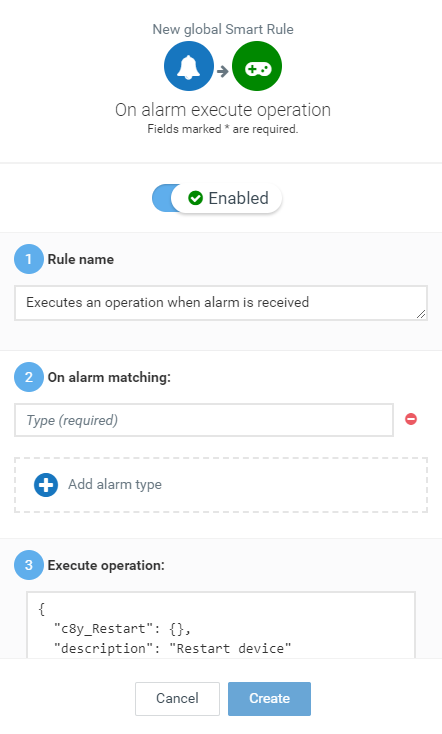 New global Smart Rule
On alarm execute operation
Fields marked * are required.
Enabled
1 Rule name
Executes an operation when alarm is received
2 On alarm matching:
Type (required)
Add alarm type
3 Execute operation:
{
"c8y_Restart": {},
"description": "Restart device"
Cancel Create